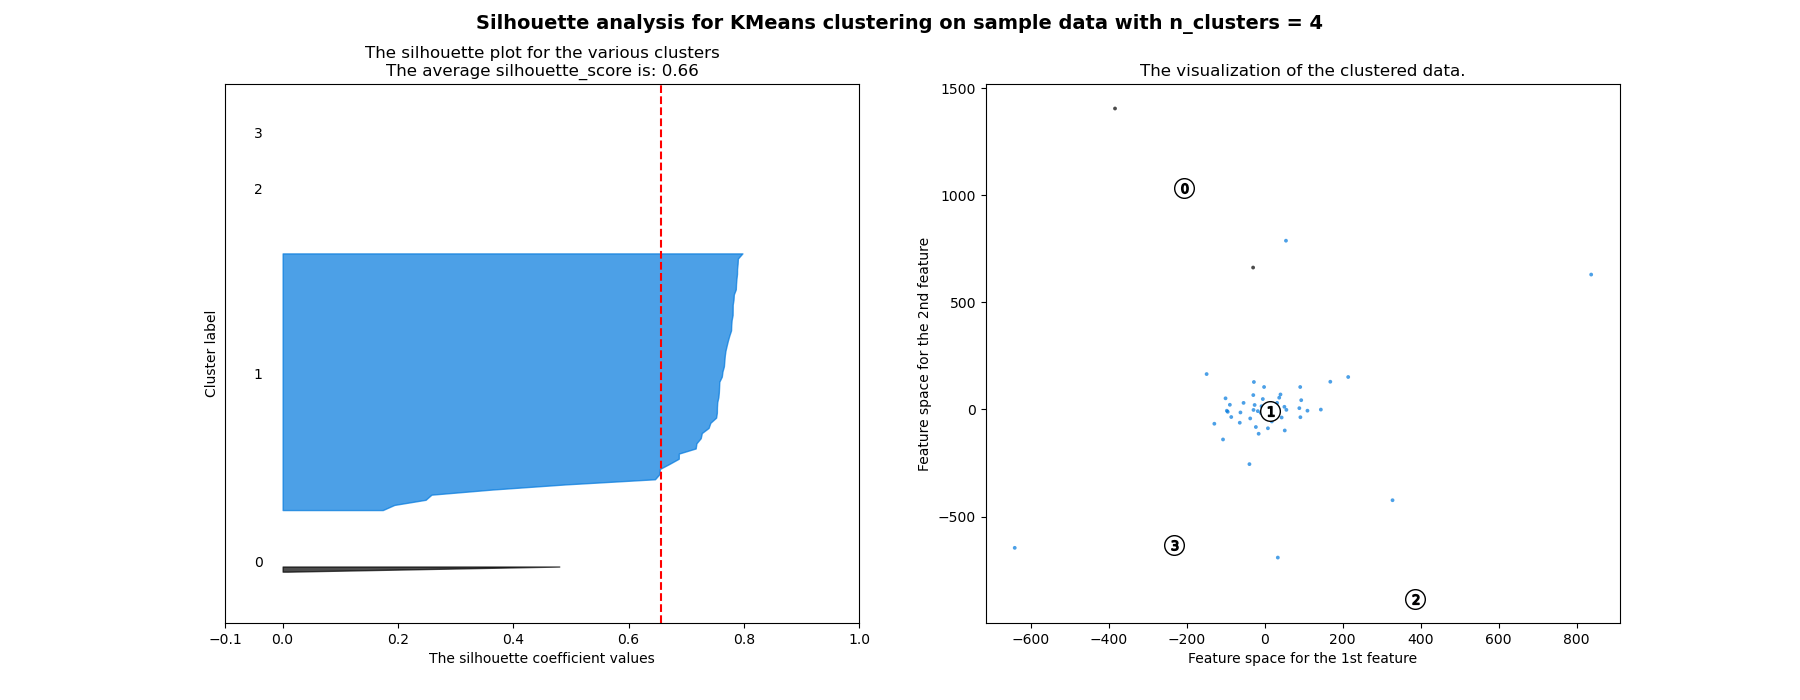 Silhouette analysis for KMeans clustering on sample data with n_clusters = 4
The silhouette plot for the various clusters
The average silhouette_score is: 0.66
3
2
1
0
Cluster label
−0.1 0.0 0.2 0.4 0.6 0.8 1.0
The silhouette coefficient values
The visualization of the clustered data.
1500
1000
500
0
−500
Feature space for the 2nd feature
0
1
3
2
−600 −400 −200 0 200 400 600 800
Feature space for the 1st feature